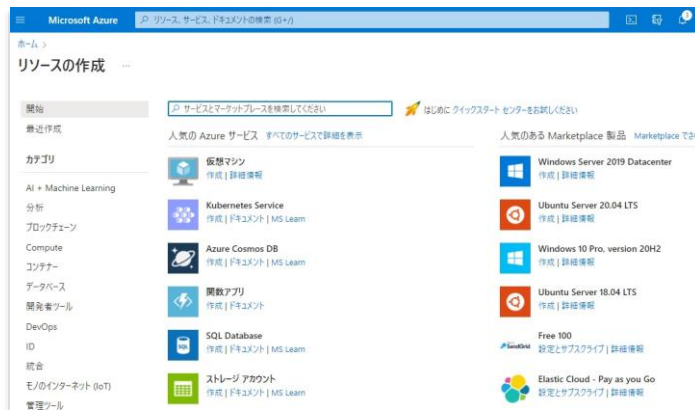 Microsoft Azure
リソース、サービス、ドキュメントの検索 (G+/)
3
ホーム >
リソースの作成 …
開始
最近作成
カテゴリ
AI + Machine Learning
分析
ブロックチェーン
Compute
コンテナー
データベース
開発者ツール
DevOps
ID
統合
モノのインターネット (IoT)
管理ツール
サービスとマーケットプレースを検索してください
はじめに クイックスタート センターをお試しください
人気の Azure サービス すべてのサービスで詳細を表示
仮想マシン
作成 | 詳細情報
Kubernetes Service
作成 | ドキュメント | MS Learn
Azure Cosmos DB
作成 | ドキュメント | MS Learn
関数アプリ
作成 | ドキュメント
SQL
SQL Database
作成 | ドキュメント | MS Learn
ストレージ アカウント
作成 | ドキュメント | MS Learn
人気のある Marketplace 製品 Marketplace でさ
Windows Server 2019 Datacenter
作成 | 詳細情報
Ubuntu Server 20.04 LTS
作成 | 詳細情報
Windows 10 Pro, version 20H2
作成 | 詳細情報
Ubuntu Server 18.04 LTS
作成 | 詳細情報
SendGrid
Free 100
設定とサブスクライブ | 詳細情報
Elastic Cloud - Pay as you Go
設定とサブスクライブ | 詳細情報